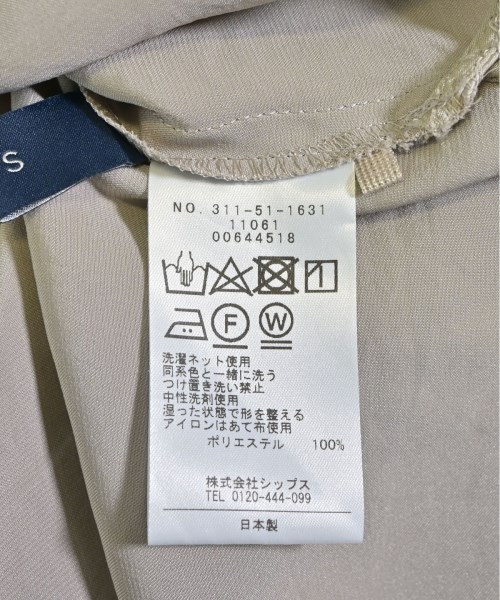 S
NO. 311-51-1631
11061
00644518
F W
洗濯ネット使用
同系色と一緒に洗う
つけ置き洗い禁止
中性洗剤使用
湿った状態で形を整える
アイロンはあて布使用
ポリエステル 100%
株式会社シップス
TEL 0120-444-099
日本製